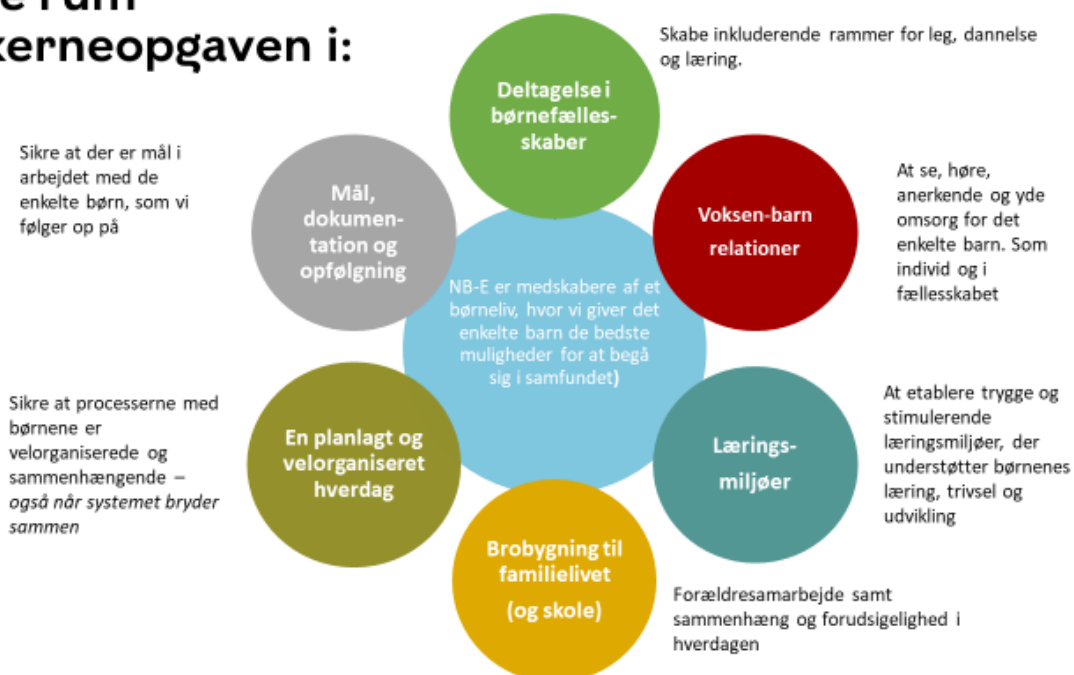 kerneopgaven i:
Skabe inkluderende rammer for leg, dannelse
og læring.
Deltagelse i
børnefælles-
skaber
Sikre at der er mål i
arbejdet med de
enkelte børn, som vi
følger op på
Mål,
dokumen-
tation og
opfølgning
Voksen-barn
relationer
At se, høre,
anerkende og yde
omsorg for det
enkelte barn. Som
individ og i
fællesskabet
NB-E er medskabere af et
børneliv, hvor vi giver det
enkelte barn de bedste
muligheder for at begå
sig i samfundet)
Sikre at processerne med
børnene er
velorganiserede og
sammenhængende –
også når systemet bryder
sammen
En planlagt og
velorganiseret
hverdag
Lærings-
miljøer
At etablere trygge og
stimulerende
læringsmiljøer, der
understøtter børnenes
læring, trivsel og
udvikling
Brobygning til
familielivet
(og skole)
Forældresamarbejde samt
sammenhæng og forudsigelighed i
hverdagen